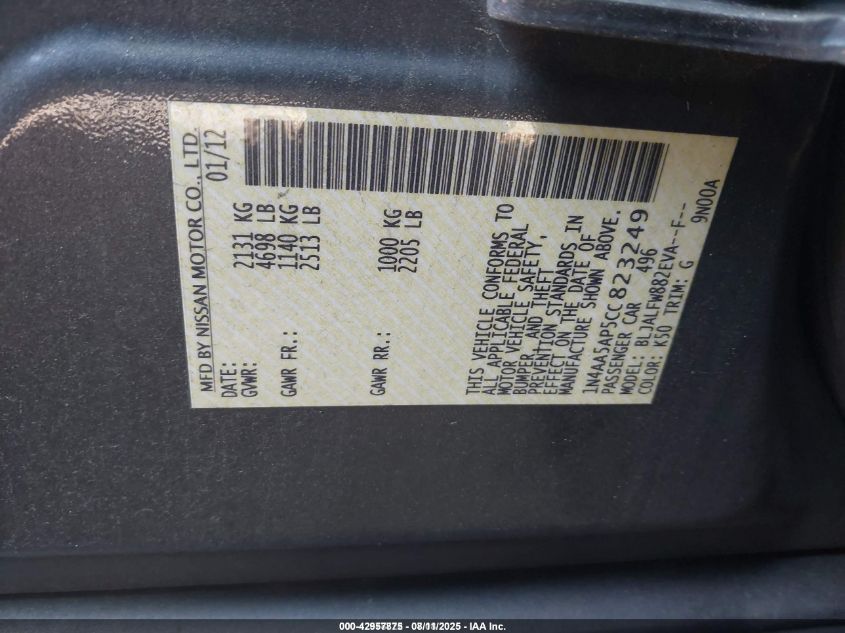 MFD BY NISSAN MOTOR CO., LTD.
DATE: 01/12
GVWR: 2131 KG
4698 LB
GAWR FR.: 1140 KG
2513 LB
GAWR RR.: 1000 KG
2205 LB
THIS VEHICLE CONFORMS TO
ALL APPLICABLE FEDERAL
MOTOR VEHICLE SAFETY,
BUMPER, AND THEFT
PREVENTION STANDARDS IN
EFFECT ON THE DATE OF
MANUFACTURE SHOWN ABOVE.
1N4AA5AP5CC823249
PASSENGER CAR 496
MODEL: BLJALFW882EVA--F--
COLOR: K50 TRIM: G
9N00A
000-42957875 - 08/11/2025 - IAA Inc.